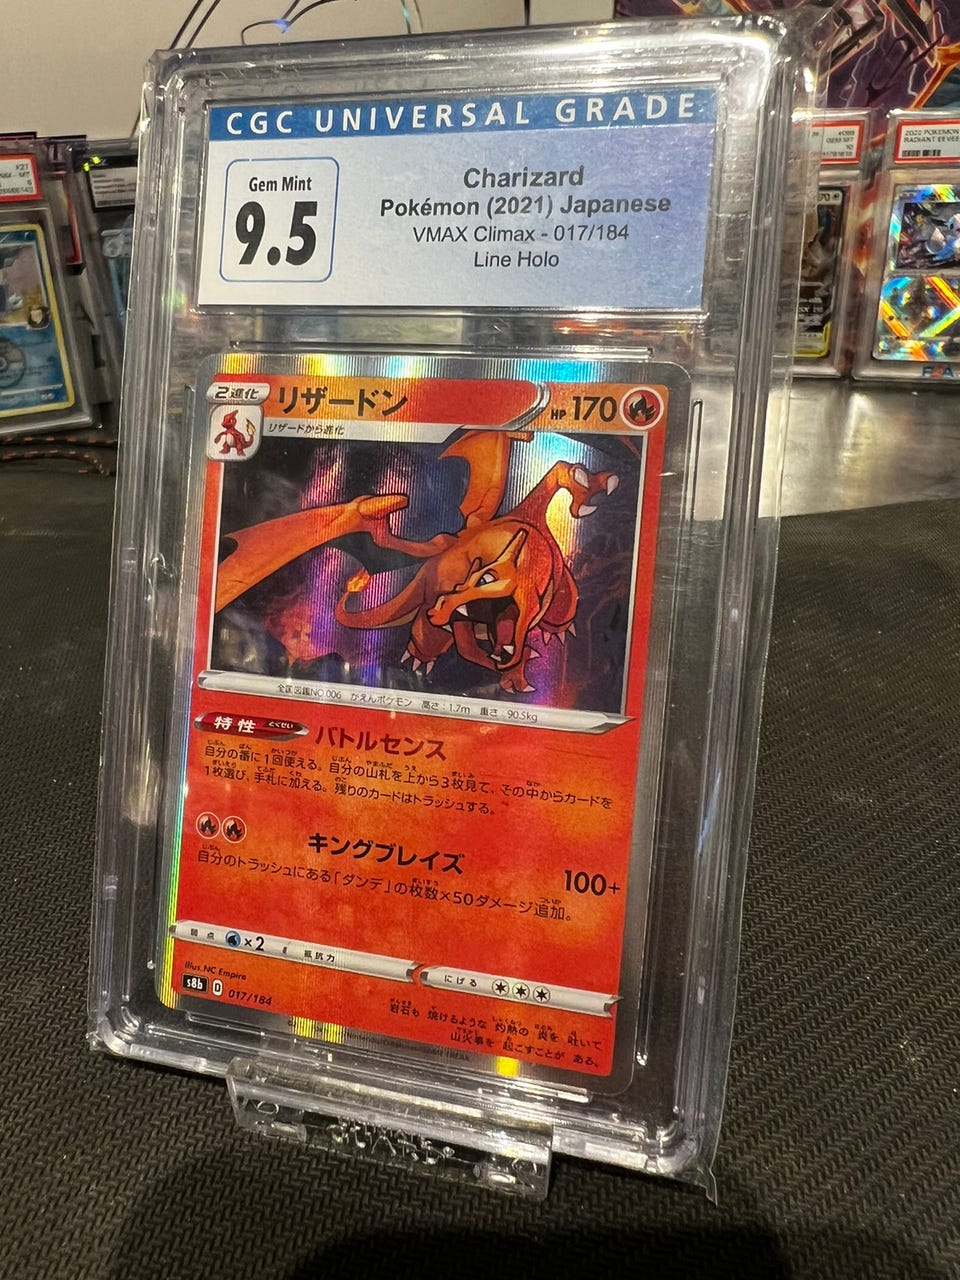 CGC UNIVERSAL GRADE
Gem Mint
9.5
Charizard
Pokémon (2021) Japanese
VMAX Climax - 017/184
Line Holo
2進化
リザードン
HP 170
リザードから進化
全国図鑑NO.006 かえんポケモン 高さ:1.7m 重さ:90.5kg
特性 とくせい バトルセンス
自分の番に1回使える。自分の山札を上から3枚見て、その中からカードを
1枚選び、手札に加える。残りのカードはトラッシュする。
キングブレイズ 100+
自分のトラッシュにある「ダンデ」の枚数×50ダメージ追加。
弱点 ×2 抵抗力 にげる
Illus. NC Empire
s8b D 017/184
岩石も 焼けるような 灼熱の 炎を 吐いて
山火事を 起こすことが ある。
RADIANT EEVEE
GEM MT
10